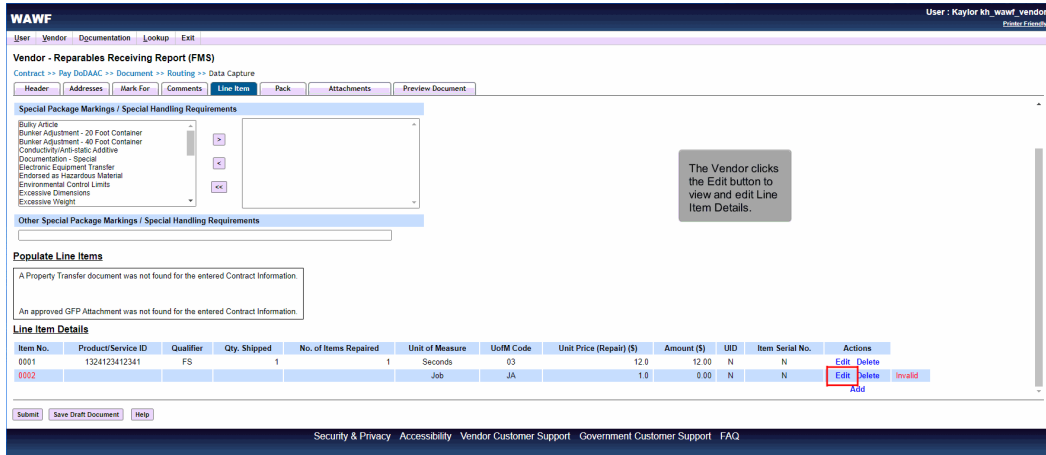 WAWF
User : Kaylor kh_wawf_vendor
Printer Friendly
User Vendor Documentation Lookup Exit
Vendor - Reparables Receiving Report (FMS)
Contract >> Pay DoDAAC >> Document >> Routing >> Data Capture
Header Addresses Mark For Comments Line Item Pack Attachments Preview Document
Special Package Markings / Special Handling Requirements
Bulky Article
Bunker Adjustment - 20 Foot Container
Bunker Adjustment - 40 Foot Container
Conductivity/Anti-static Additive
Documentation - Special
Electronic Equipment Transfer
Endorsed as Hazardous Material
Environmental Control Limits
Excessive Dimensions
Excessive Weight
>
<
<<
The Vendor clicks
the Edit button to
view and edit Line
Item Details.
Other Special Package Markings / Special Handling Requirements
Populate Line Items
A Property Transfer document was not found for the entered Contract Information.
An approved GFP Attachment was not found for the entered Contract Information.
Line Item Details
Item No. Product/Service ID Qualifier Qty. Shipped No. of Items Repaired Unit of Measure UofM Code Unit Price (Repair) ($) Amount ($) UID Item Serial No. Actions
0001 1324123412341 FS 1 1 Seconds 03 12.0 12.00 N N Edit Delete
0002 Job JA 1.0 0.00 N N Edit Delete Invalid
Add
Submit Save Draft Document Help
Security & Privacy Accessibility Vendor Customer Support Government Customer Support FAQ